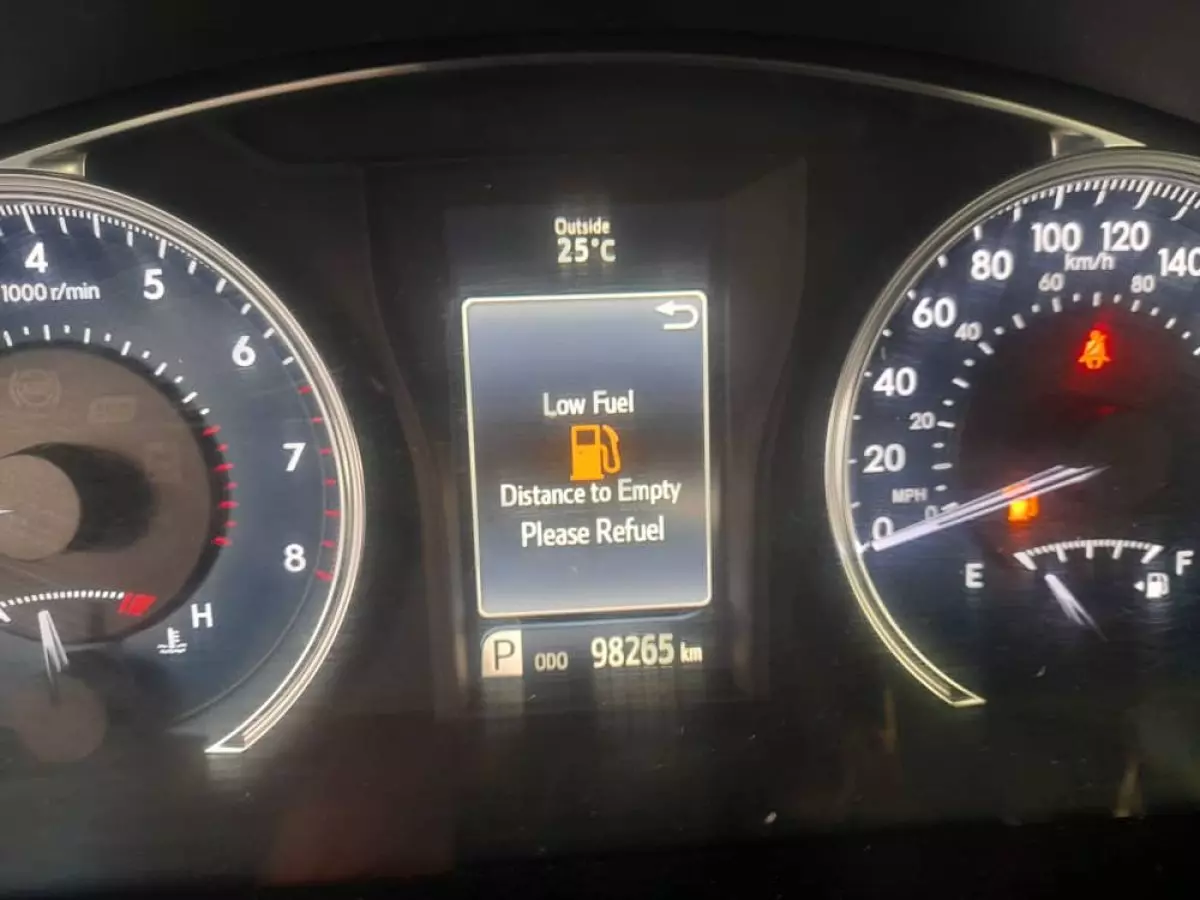 Outside
25°C
4
5
6
7
8
1000 r/min
H
Low Fuel
Distance to Empty
Please Refuel
P ODO 98265 km
0
20
40
60
80
100
120
140
km/h
MPH
0
20
40
60
80
E
F